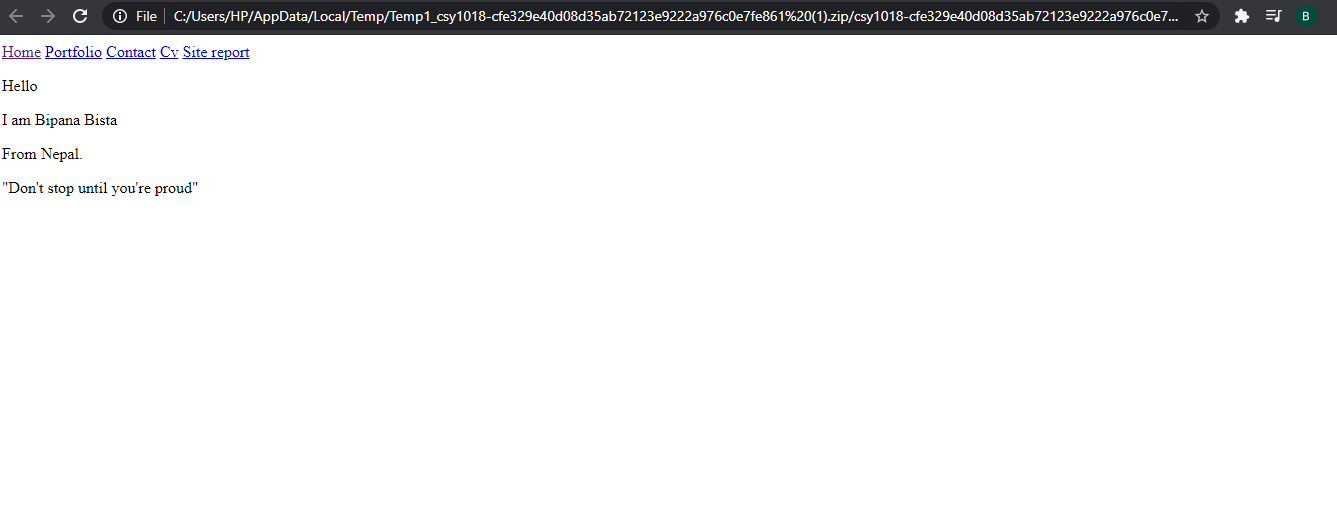 File C:/Users/HP/AppData/Local/Temp/Temp1_csy1018-cfe329e40d08d35ab72123e9222a976c0e7fe861%20(1).zip/csy1018-cfe329e40d08d35ab72123e9222a976c0e7... B
Home Portfolio Contact Cv Site report
Hello
I am Bipana Bista
From Nepal.
"Don't stop until you're proud"